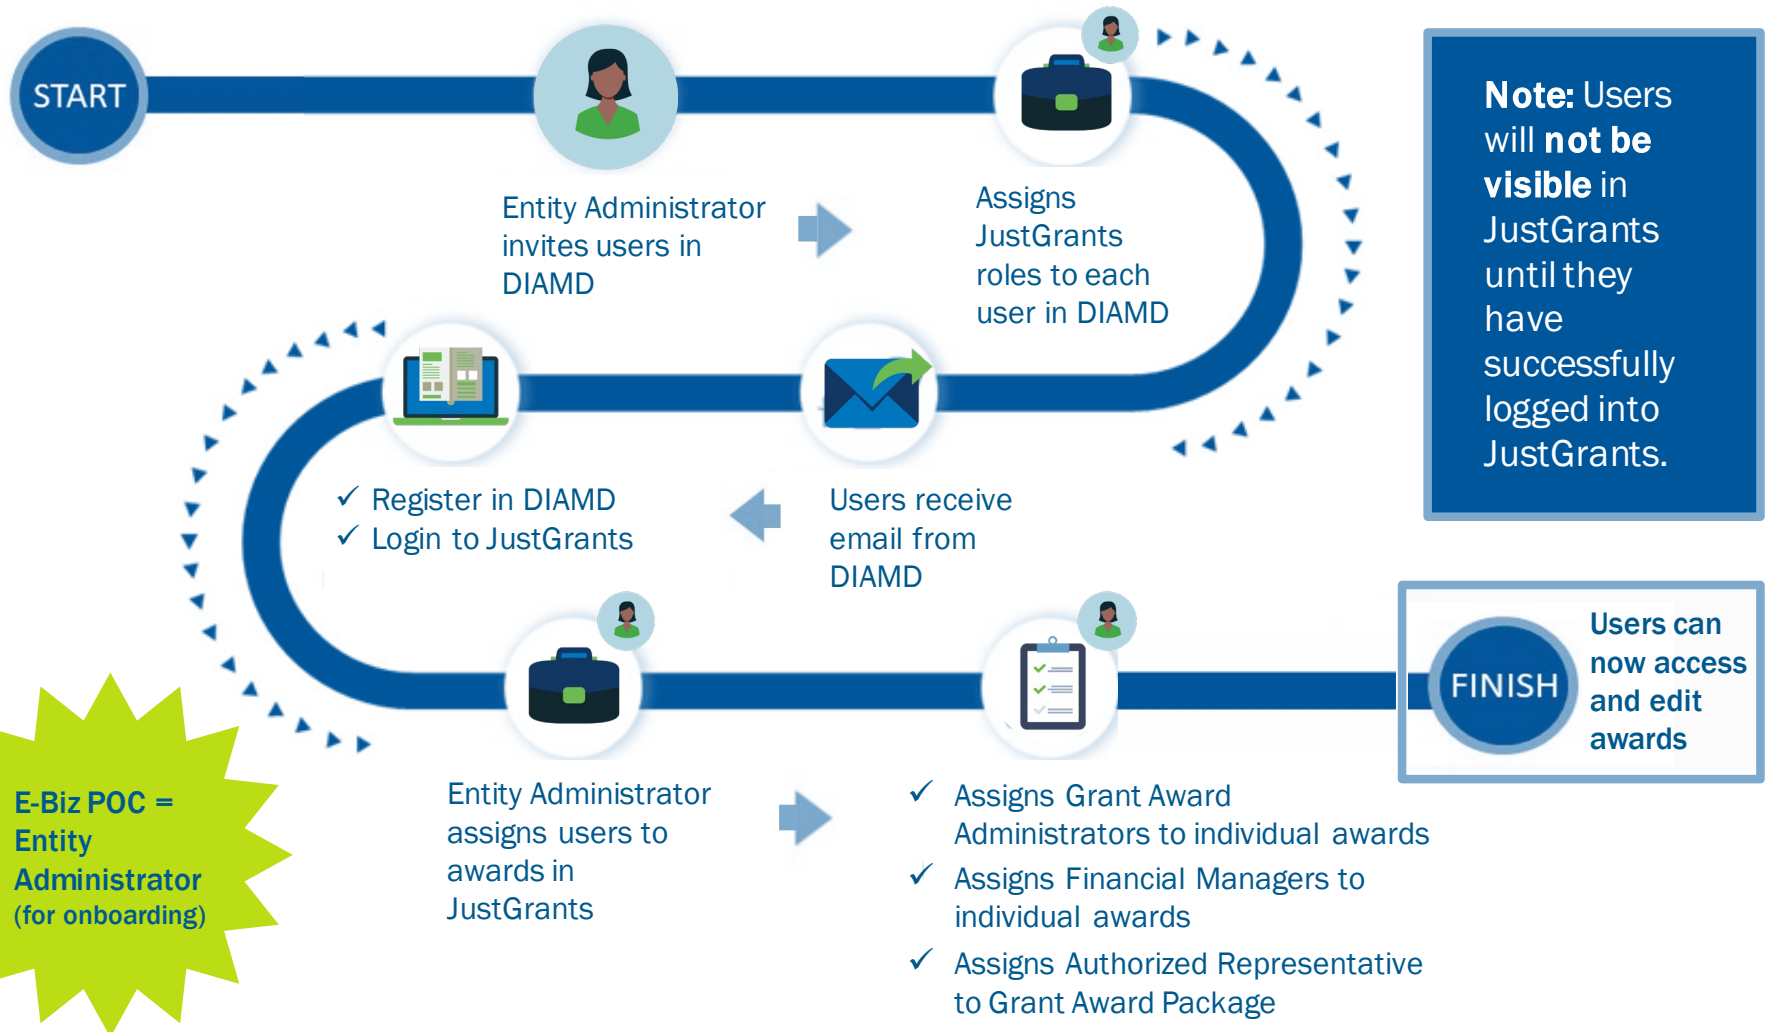 START
Entity Administrator
invites users in
DIAMD
Assigns
JustGrants
roles to each
user in DIAMD
Note: Users
will not be
visible in
JustGrants
until they
have
successfully
logged into
JustGrants.
Users receive
email from
DIAMD
✓ Register in DIAMD
✓ Login to JustGrants
Entity Administrator
assigns users to
awards in
JustGrants
✓ Assigns Grant Award
Administrators to individual awards
✓ Assigns Financial Managers to
individual awards
✓ Assigns Authorized Representative
to Grant Award Package
FINISH
Users can
now access
and edit
awards
E-Biz POC =
Entity
Administrator
(for onboarding)